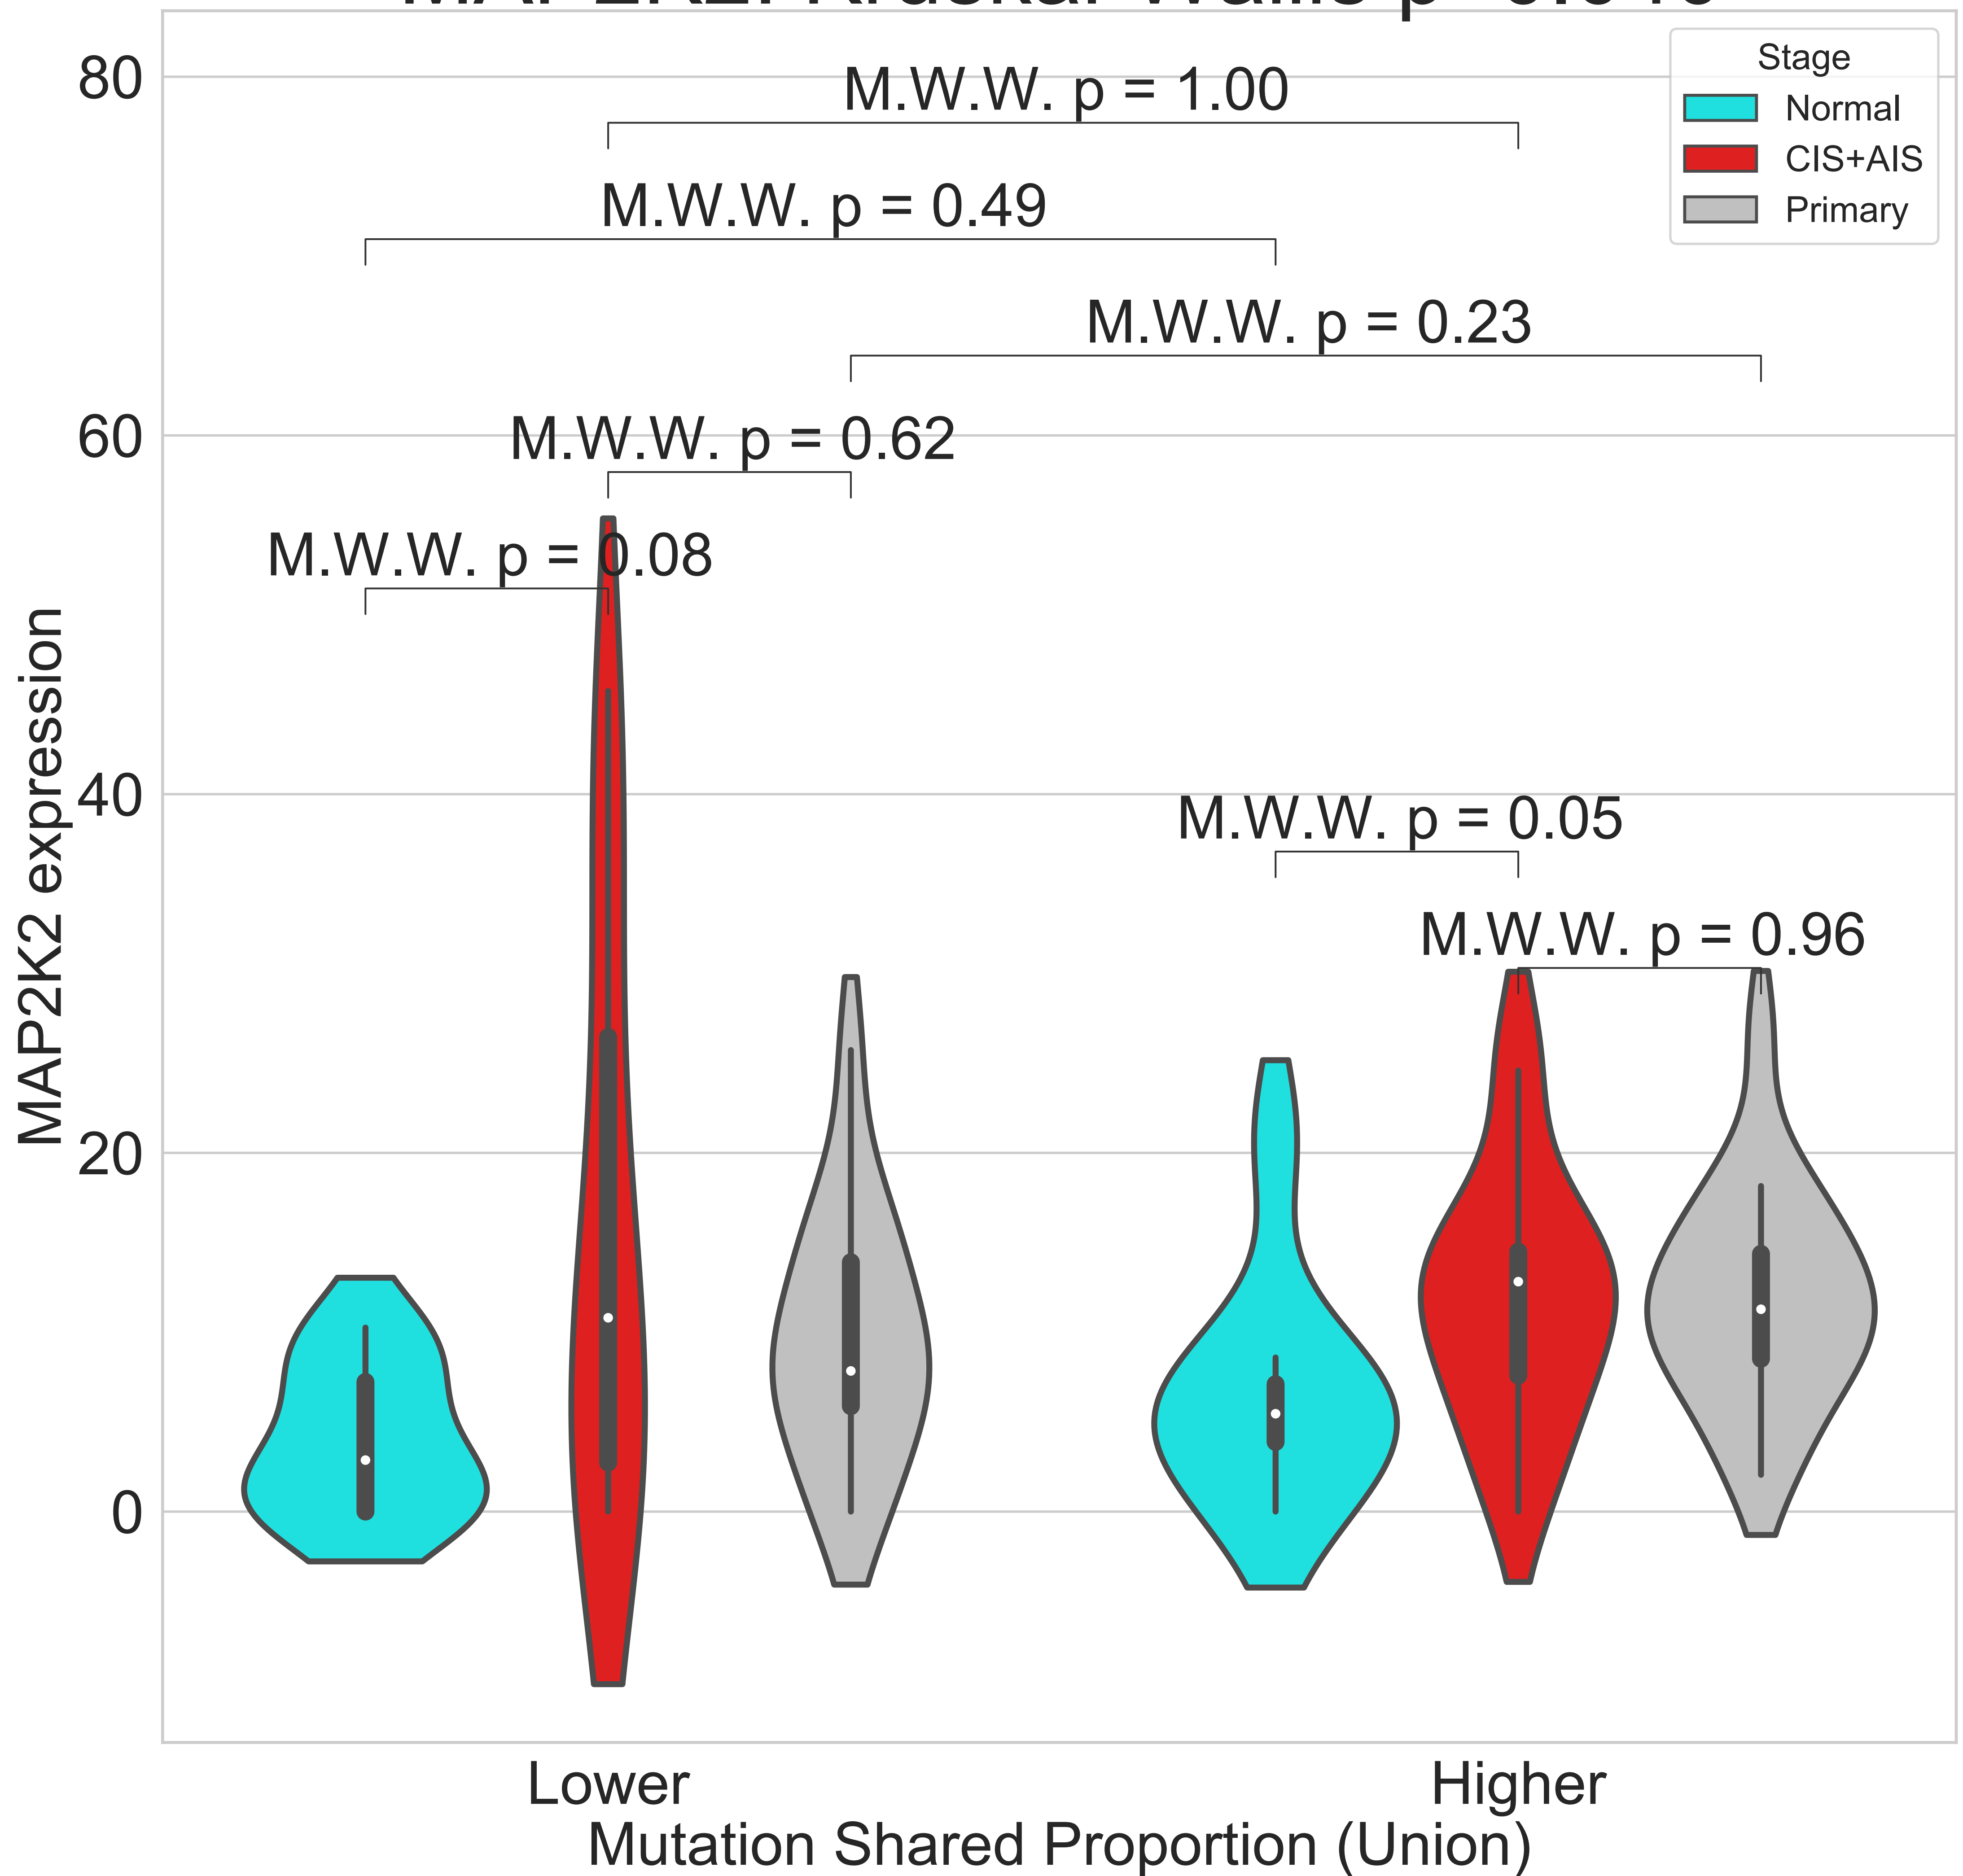 80
60
40
20
0
MAP2K2 expression
M.W.W. p = 1.00
M.W.W. p = 0.49
M.W.W. p = 0.23
M.W.W. p = 0.62
M.W.W. p = 0.08
M.W.W. p = 0.05
M.W.W. p = 0.96
Stage
Normal
CIS+AIS
Primary
Lower
Higher
Mutation Shared Proportion (Union)